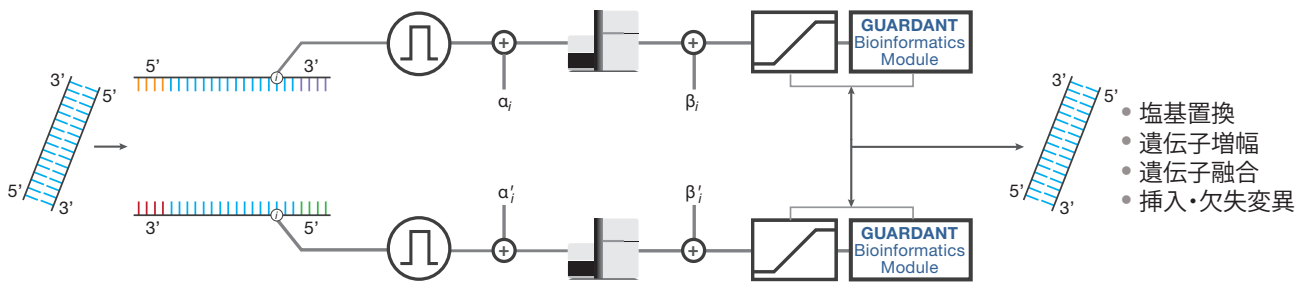 3’
5’
5’
3’
5’
3’
i
αi
βi
GUARDANT
Bioinformatics
Module
3’
5’
5’
3’
• 塩基置換
• 遺伝子増幅
• 遺伝子融合
• 挿入・欠失変異
3’
5’
i
α′i
β′i
GUARDANT
Bioinformatics
Module